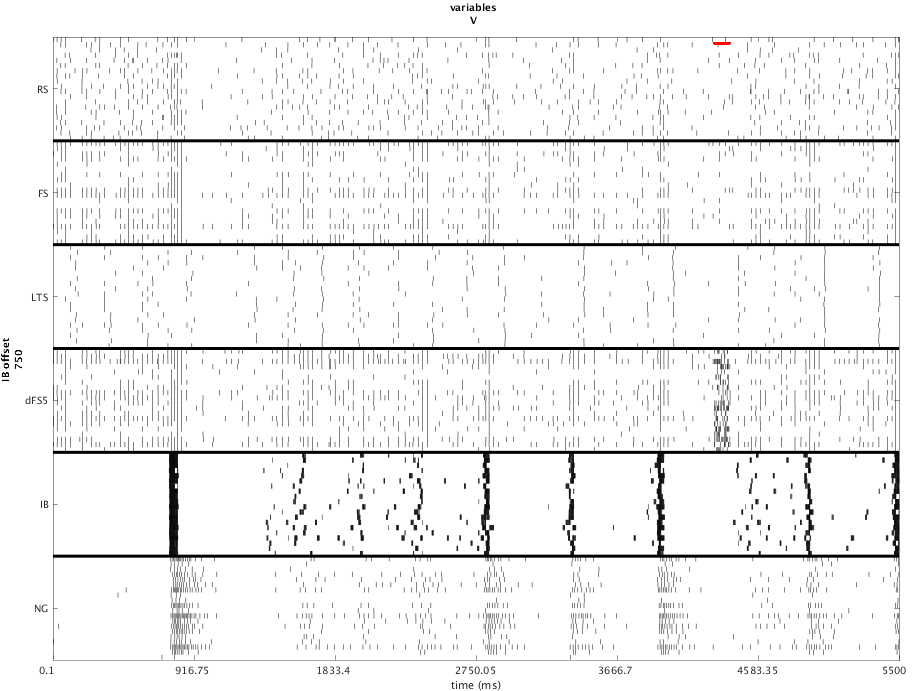 variables
V
RS
FS
LTS
IB offset
750
dFS5
IB
NG
0.1
916.75
1833.4
2750.05
3666.7
4583.35
5500
time (ms)